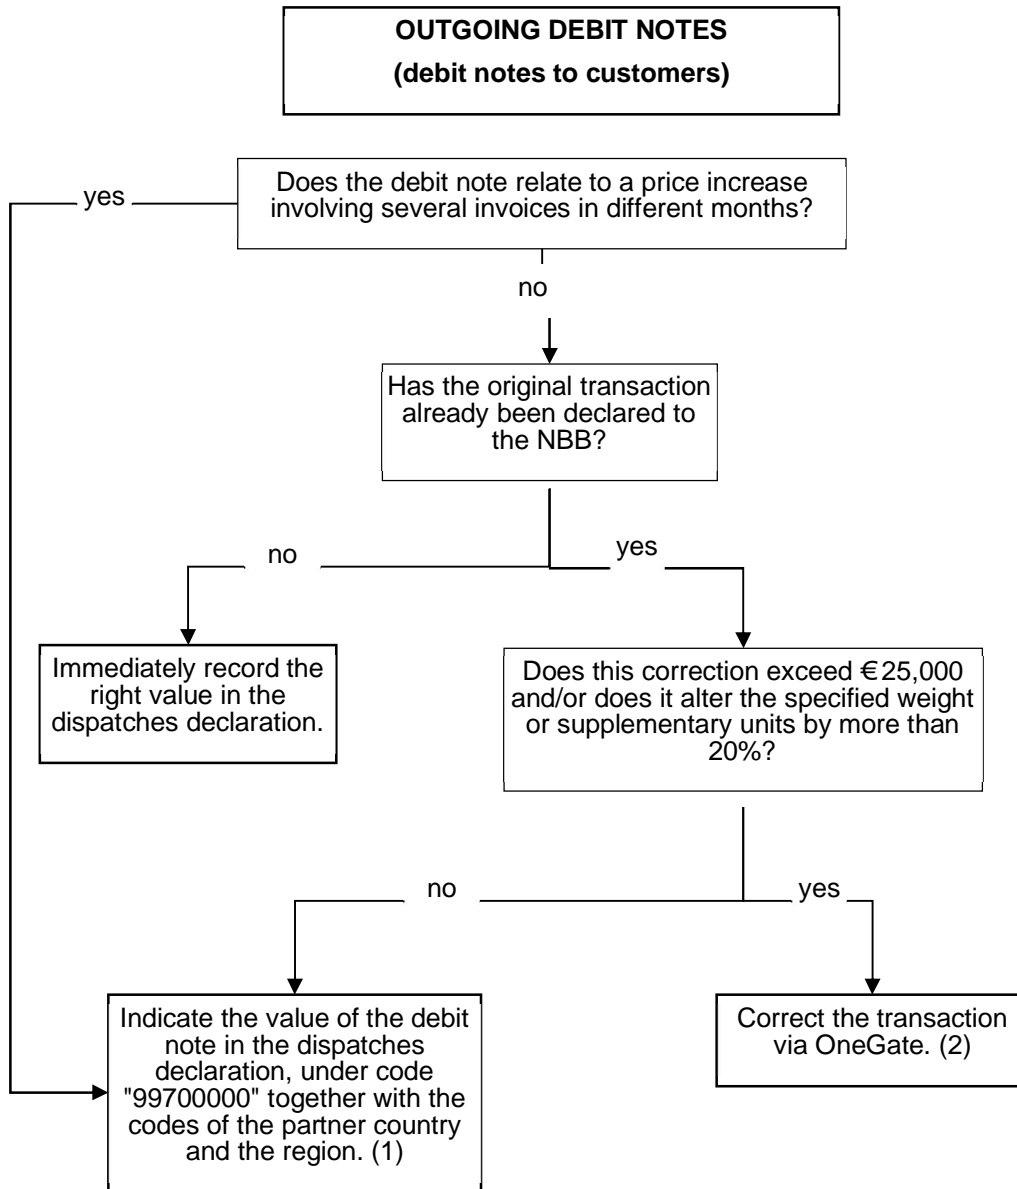 OUTGOING DEBIT NOTES
(debit notes to customers)
yes
Does the debit note relate to a price increase
involving several invoices in different months?
no
Has the original transaction
already been declared to
the NBB?
no
yes
Immediately record the
right value in the
dispatches declaration.
Does this correction exceed €25,000
and/or does it alter the specified weight
or supplementary units by more than
20%?
no
yes
Indicate the value of the debit
note in the dispatches
declaration, under code
"99700000" together with the
codes of the partner country
and the region. (1)
Correct the transaction
via OneGate. (2)